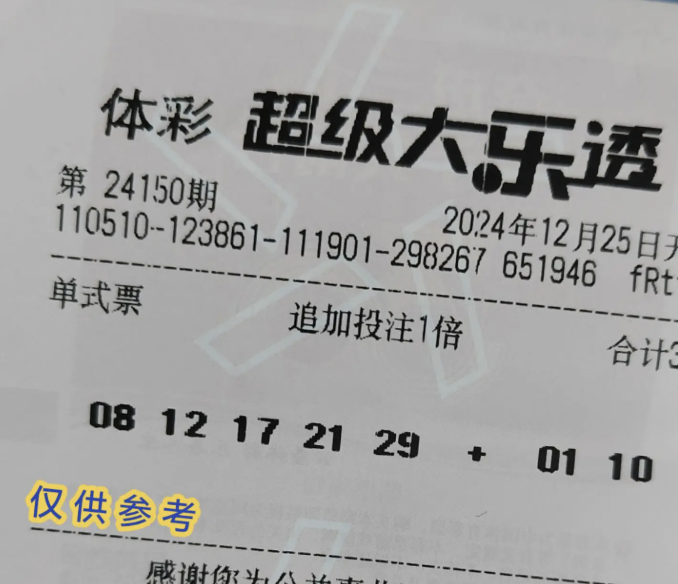 体彩 超级大乐透
第 24150期
2024年12月25日开
110510-123861-111901-298267 651946 fRt
单式票
追加投注1倍
合计3
08 12 17 21 29 + 01 10
仅供参考
感谢您为公益事业